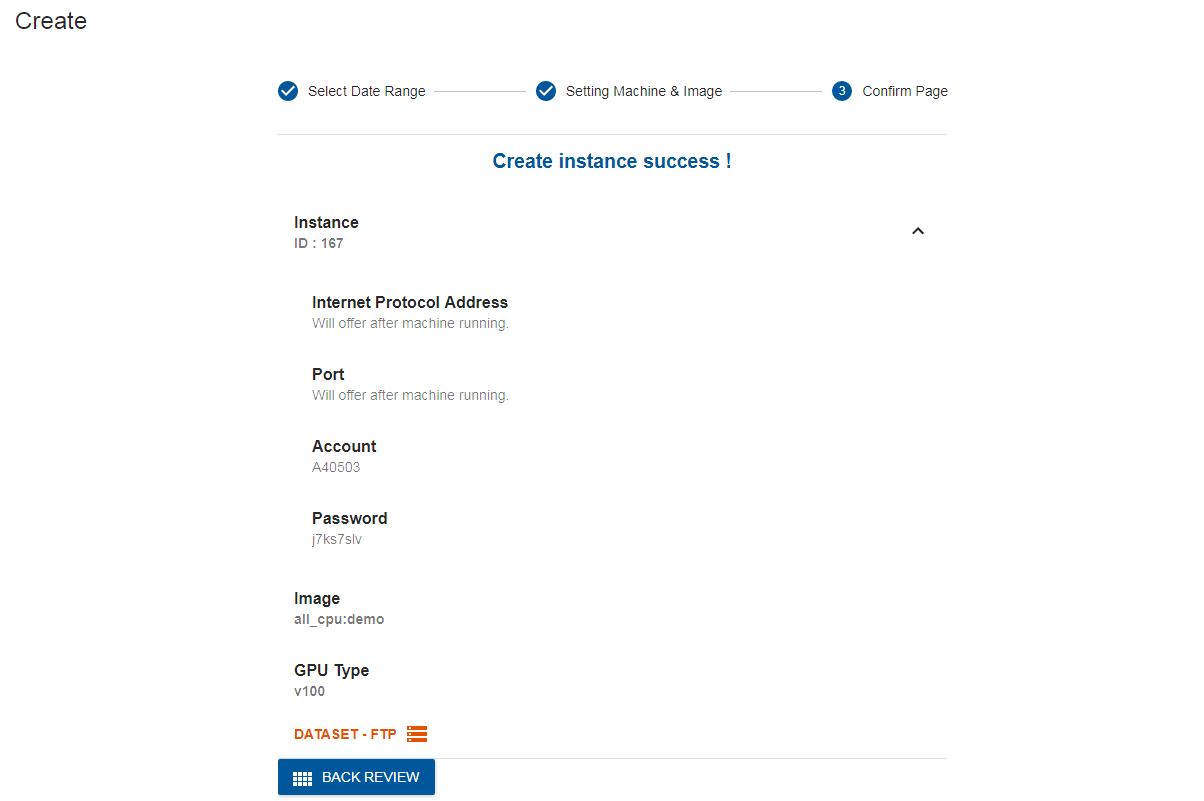 Create
Select Date Range
Setting Machine & Image
3
Confirm Page
Create instance success !
Instance
ID : 167
Internet Protocol Address
Will offer after machine running.
Port
Will offer after machine running.
Account
A40503
Password
j7ks7slv
Image
all_cpu:demo
GPU Type
v100
DATASET - FTP
BACK REVIEW